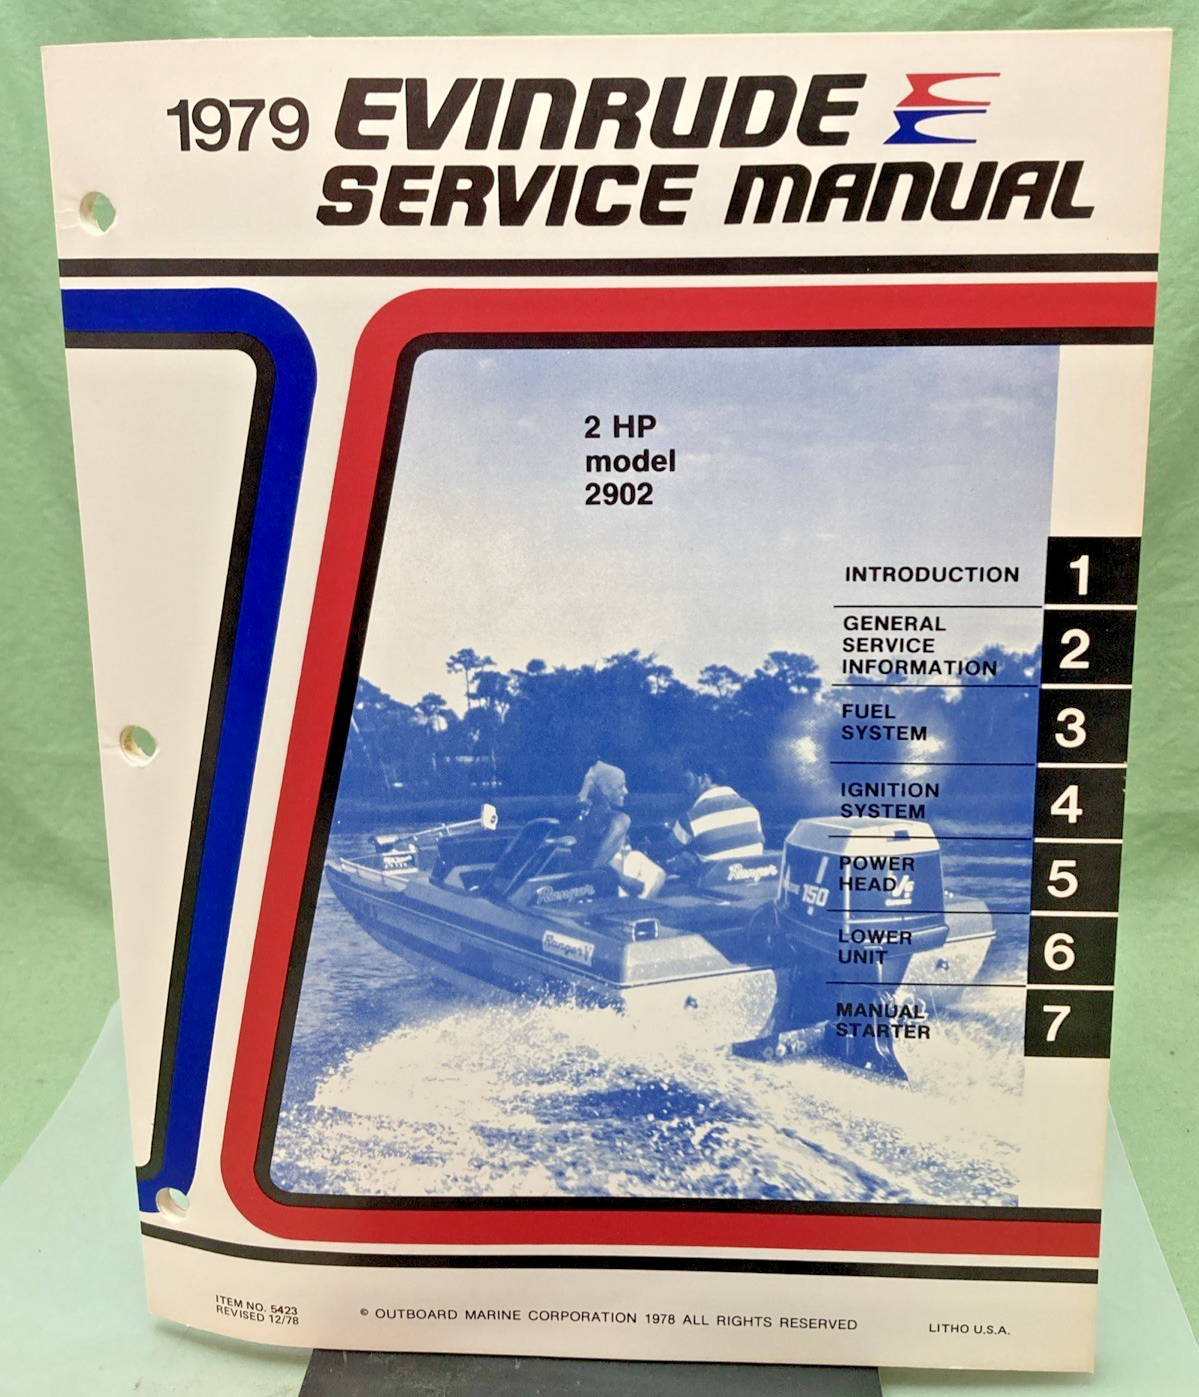 1979 EVINRUDE
SERVICE MANUAL
2 HP
model
2902
INTRODUCTION 1
GENERAL
SERVICE
INFORMATION 2
FUEL
SYSTEM 3
IGNITION
SYSTEM 4
POWER
HEAD 5
LOWER
UNIT 6
MANUAL
STARTER 7
Ranger
Ranger
Ranger
150
ITEM NO. 5423
REVISED 12/78
© OUTBOARD MARINE CORPORATION 1978 ALL RIGHTS RESERVED
LITHO U.S.A.